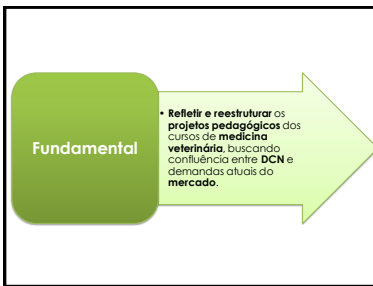 Fundamental
• Refletir e reestruturar os
projetos pedagógicos dos
cursos de medicina
veterinária, buscando
confluência entre DCN e
demandas atuais do
mercado.